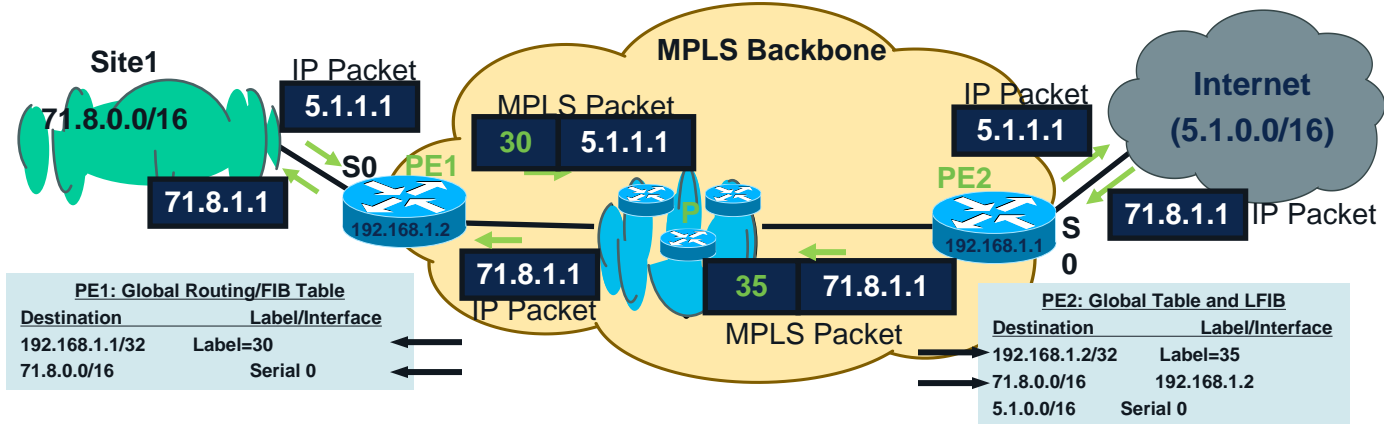 MPLS Backbone
Site1
71.8.0.0/16
IP Packet
5.1.1.1
MPLS Packet
30 5.1.1.1
IP Packet
5.1.1.1
Internet
(5.1.0.0/16)
S0
PE1
192.168.1.2
71.8.1.1
P
PE2
192.168.1.1
S
0
71.8.1.1
IP Packet
71.8.1.1
IP Packet
35 71.8.1.1
MPLS Packet
PE1: Global Routing/FIB Table
Destination Label/Interface
192.168.1.1/32 Label=30
71.8.0.0/16 Serial 0
PE2: Global Table and LFIB
Destination Label/Interface
192.168.1.2/32 Label=35
71.8.0.0/16 192.168.1.2
5.1.0.0/16 Serial 0